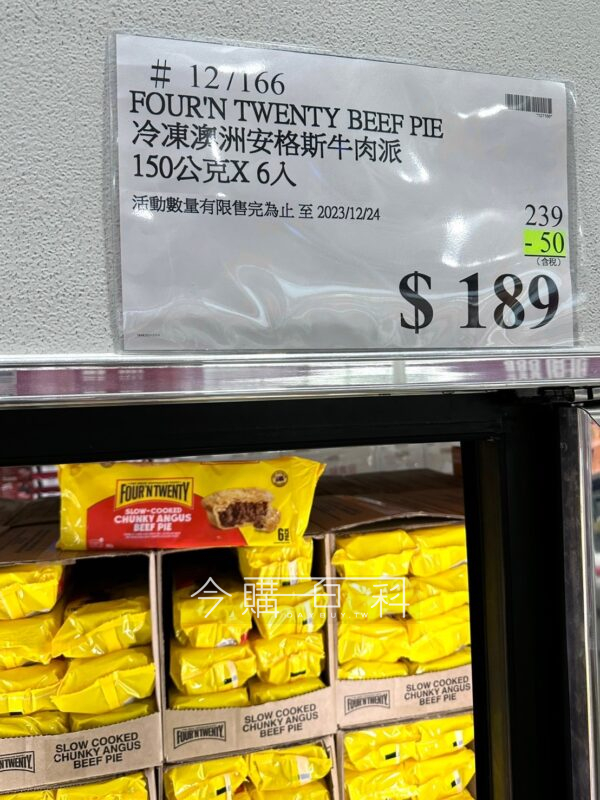 # 127166
FOUR'N TWENTY BEEF PIE
冷凍澳洲安格斯牛肉派
150公克X 6入
活動數量有限售完為止 至 2023/12/24
239
- 50
(含稅)
$ 189
FOUR'N TWENTY
SLOW-COOKED
CHUNKY ANGUS
BEEF PIE
6
今購百科
FOUR'N TWENTY
SLOW COOKED
CHUNKY ANGUS
BEEF PIE
FOUR'N TWENTY
SLOW COOKED
CHUNKY ANGUS
BEEF PIE
NTWENTY
SLOW COOKED
CHUNKY ANGUS
BEEF PIE